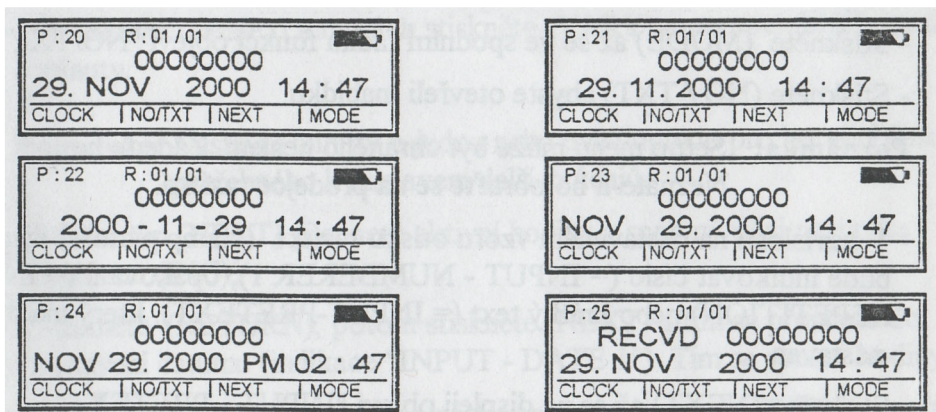 P : 20 R : 01 / 01
00000000
29. NOV 2000 14 : 47
CLOCK | NO/TXT | NEXT | MODE
P : 21 R : 01 / 01
00000000
29. 11. 2000 14 : 47
CLOCK | NO/TXT | NEXT | MODE
P : 22 R : 01 / 01
00000000
2000 . 11 . 29 14 : 47
CLOCK | NO/TXT | NEXT | MODE
P : 23 R : 01 / 01
00000000
NOV 29. 2000 14 : 47
CLOCK | NO/TXT | NEXT | MODE
P : 24 R : 01 / 01
00000000
NOV 29. 2000 PM 02 : 47
CLOCK | NO/TXT | NEXT | MODE
P : 25 R : 01 / 01
RECVD 00000000
29. NOV 2000 14 : 47
CLOCK | NO/TXT | NEXT | MODE